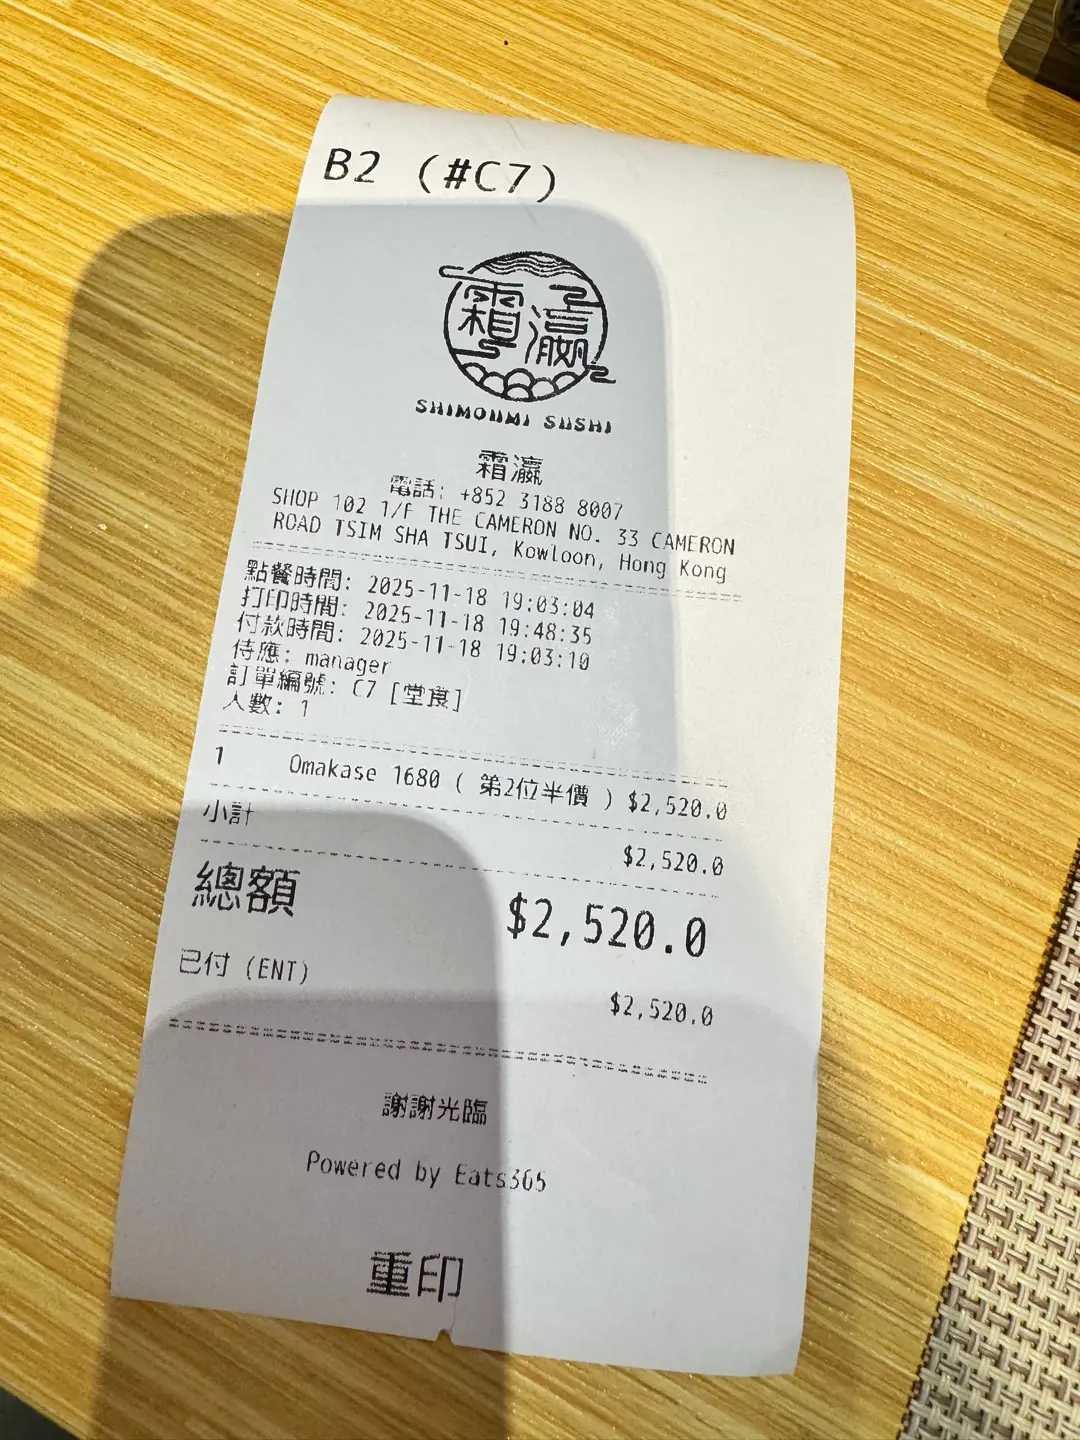 B2 (#C7)
霜瀛
SHIMOUMI SUSHI
霜瀛
電話: +852 3188 8007
SHOP 102 1/F THE CAMERON NO. 33 CAMERON
ROAD TSIM SHA TSUI, Kowloon, Hong Kong
點餐時間: 2025-11-18 19:03:04
打印時間: 2025-11-18 19:48:35
付款時間: 2025-11-18 19:03:10
侍應: manager
訂單編號: C7 [堂食]
人數: 1
1 Omakase 1680 ( 第2位半價 ) $2,520.0
小計 $2,520.0
總額 $2,520.0
已付 (ENT) $2,520.0
謝謝光臨
Powered by Eats365
重印